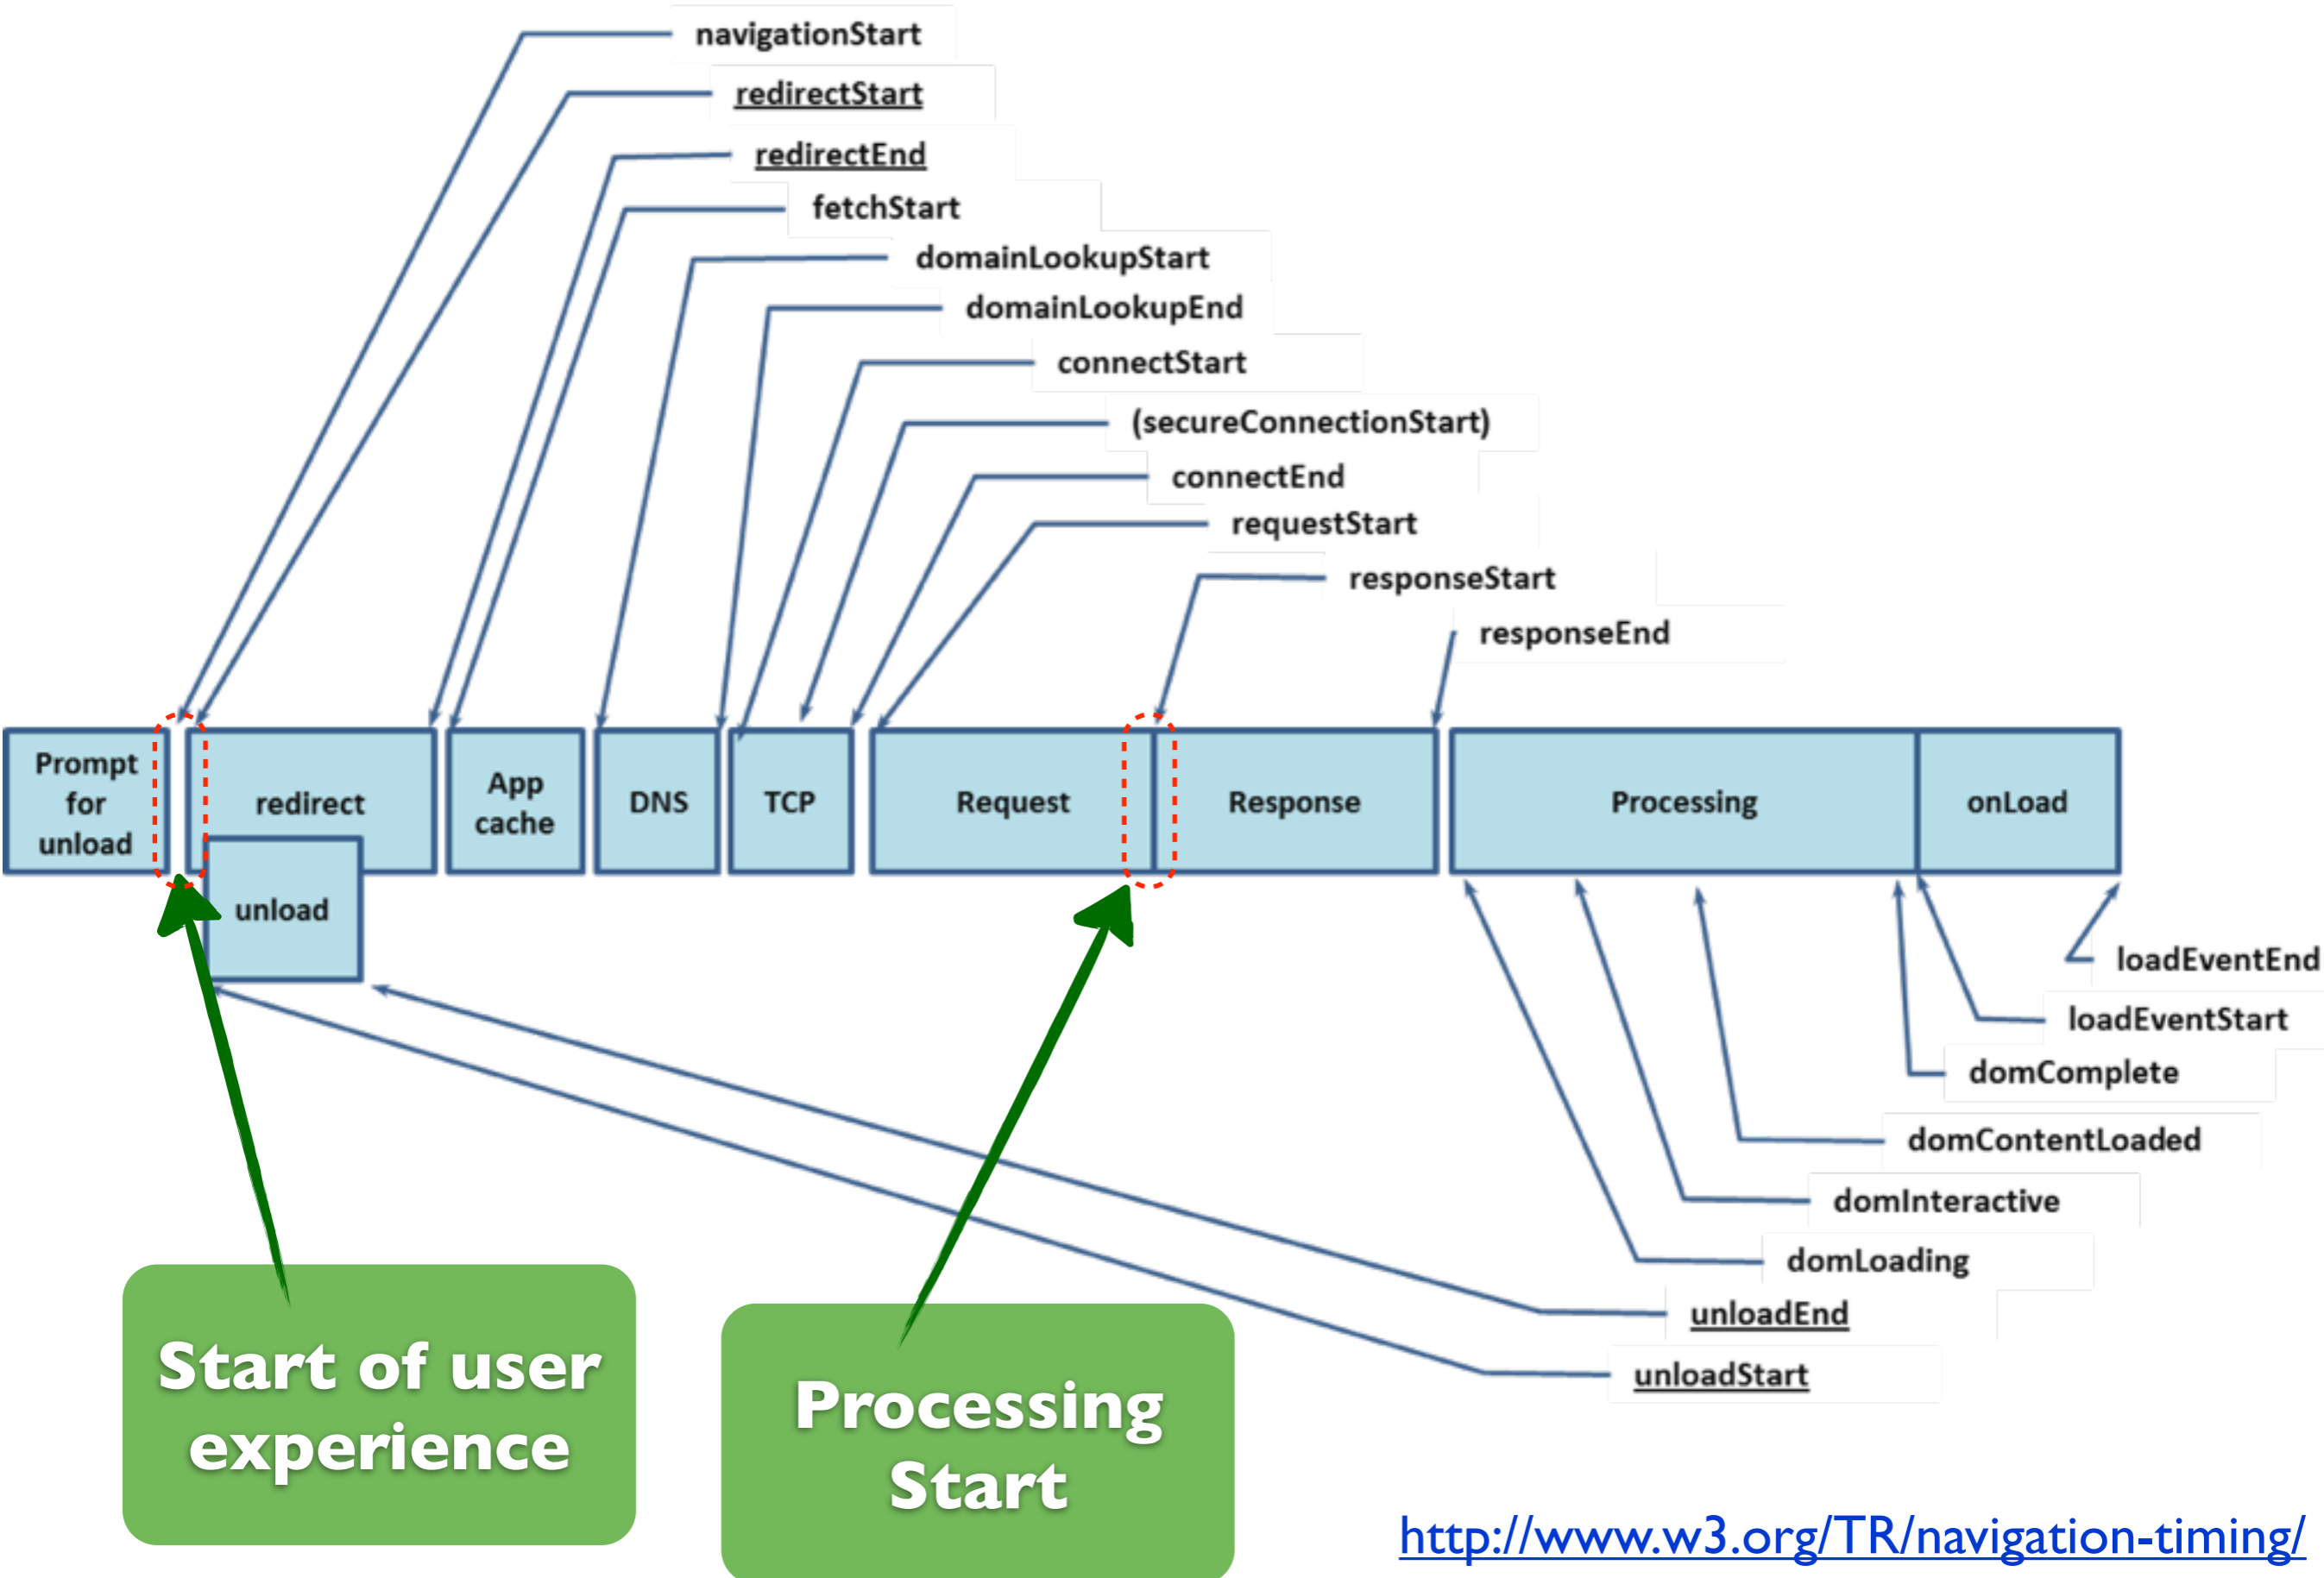 navigationStart
redirectStart
redirectEnd
fetchStart
domainLookupStart
domainLookupEnd
connectStart
(secureConnectionStart)
connectEnd
requestStart
responseStart
responseEnd
Prompt
for
unload
redirect
unload
App
cache
DNS
TCP
Request
Response
Processing
onLoad
loadEventEnd
loadEventStart
domComplete
domContentLoaded
domInteractive
domLoading
unloadEnd
unloadStart
Start of user
experience
Processing
Start
http://www.w3.org/TR/navigation-timing/